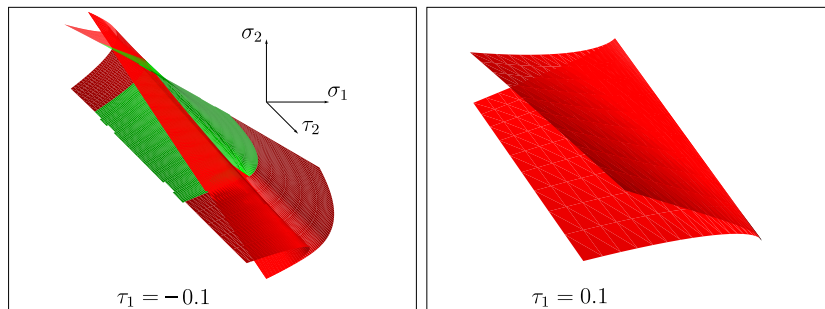 σ₂
σ₁
τ₂
τ₁ = −0.1
τ₁ = 0.1